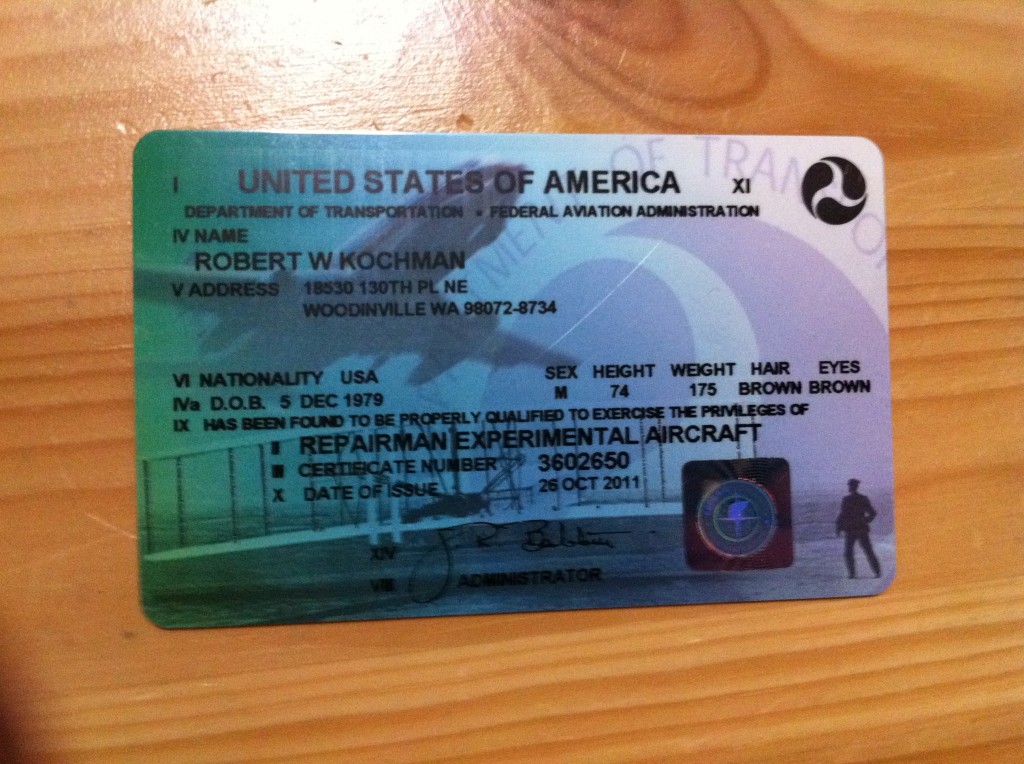 I UNITED STATES OF AMERICA XI
DEPARTMENT OF TRANSPORTATION • FEDERAL AVIATION ADMINISTRATION
IV NAME
ROBERT W KOCHMAN
V ADDRESS 18530 130TH PL NE
WOODINVILLE WA 98072-8734
VI NATIONALITY USA
SEX HEIGHT WEIGHT HAIR EYES
IVa D.O.B. 5 DEC 1979
M 74 175 BROWN BROWN
IX HAS BEEN FOUND TO BE PROPERLY QUALIFIED TO EXERCISE THE PRIVILEGES OF
II REPAIRMAN EXPERIMENTAL AIRCRAFT
III CERTIFICATE NUMBER 3602650
X DATE OF ISSUE 26 OCT 2011
XIV
VIII ADMINISTRATOR
OF TRAN